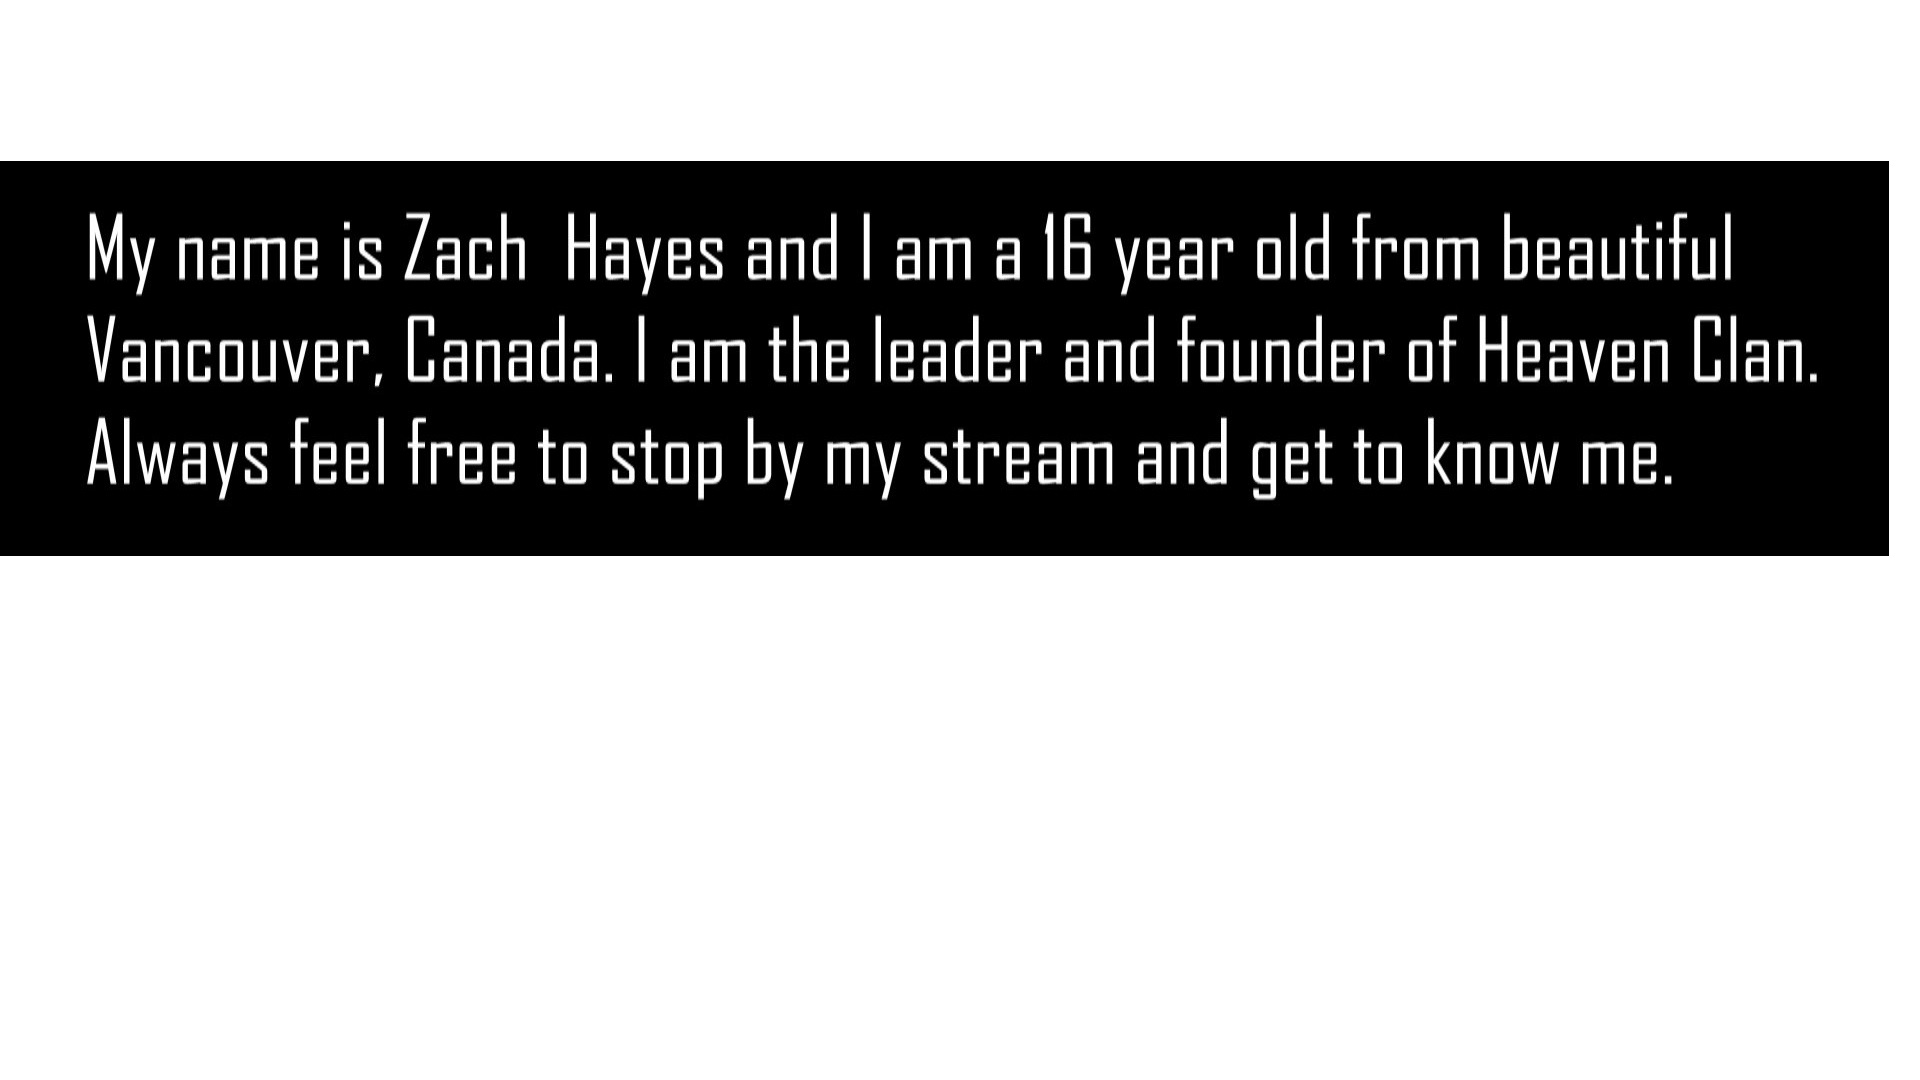 My name is Zach  Hayes and I am a 16 year old from beautiful
Vancouver, Canada. I am the leader and founder of Heaven Clan.
Always feel free to stop by my stream and get to know me.